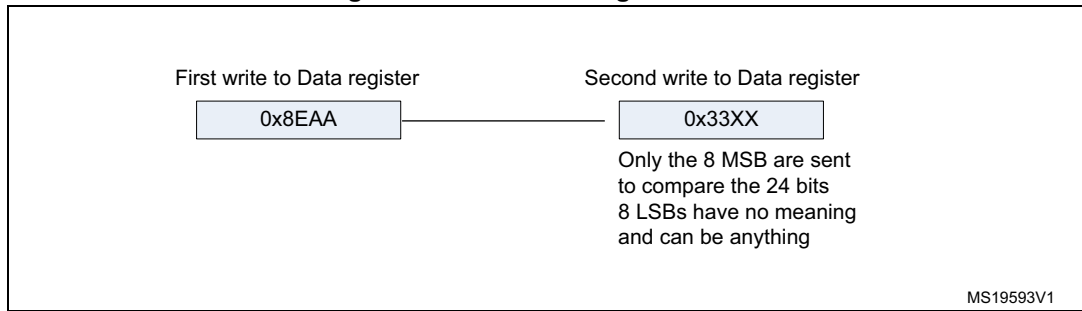 First write to Data register
Second write to Data register
0x8EAA
0x33XX
Only the 8 MSB are sent
to compare the 24 bits
8 LSBs have no meaning
and can be anything
MS19593V1